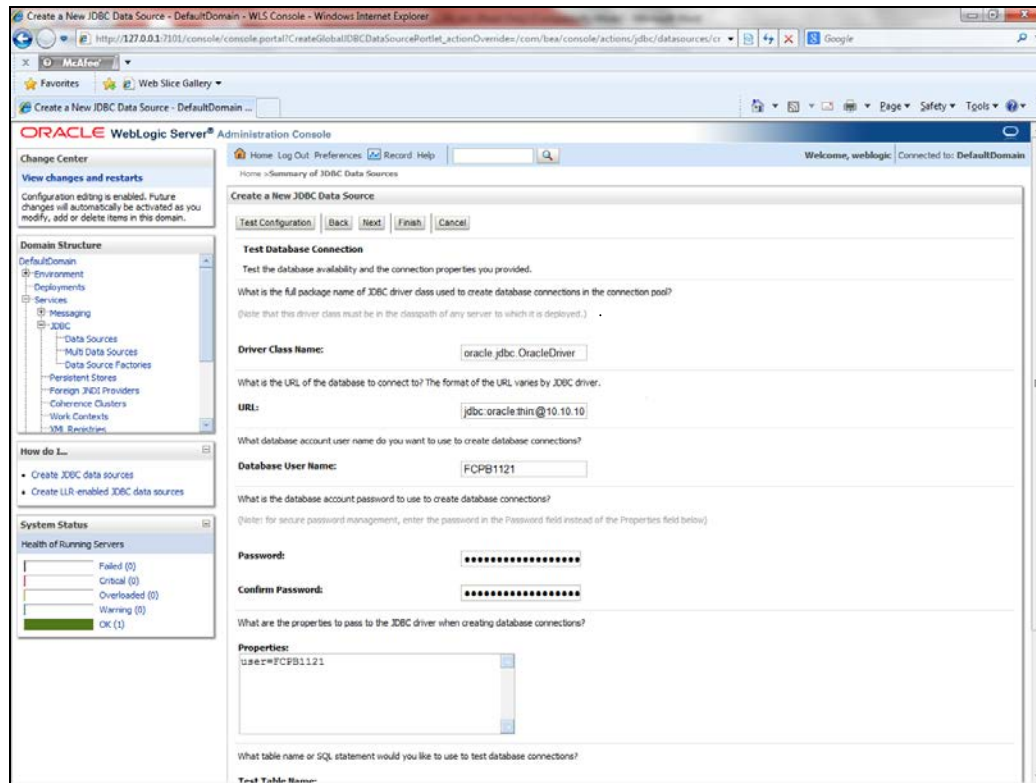 Create a New JDBC Data Source - DefaultDomain - WLS Console - Windows Internet Explorer
http://127.0.0.1:7101/console/console.portal?CreateGlobalJDBCDataSourcePortlet_actionOverride=/com/bea/console/actions/jdbc/datasources/cr
Google
McAfee
Favorites
Web Slice Gallery
Create a New JDBC Data Source - DefaultDomain ...
Page
Safety
Tools
ORACLE WebLogic Server® Administration Console
Change Center
View changes and restarts
Configuration editing is enabled. Future
changes will automatically be activated as you
modify, add or delete items in this domain.
Domain Structure
DefaultDomain
Environment
Deployments
Services
Messaging
JDBC
Data Sources
Multi Data Sources
Data Source Factories
Persistent Stores
Foreign JNDI Providers
Coherence Clusters
Work Contexts
XML Registries
How do I...
Create JDBC data sources
Create LLR-enabled JDBC data sources
System Status
Health of Running Servers
Failed (0)
Critical (0)
Overloaded (0)
Warning (0)
OK (1)
Home Log Out Preferences Record Help
Welcome, weblogic
Connected to: DefaultDomain
Home >Summary of JDBC Data Sources
Create a New JDBC Data Source
Test Configuration Back Next Finish Cancel
Test Database Connection
Test the database availability and the connection properties you provided.
What is the full package name of JDBC driver class used to create database connections in the connection pool?
(Note that this driver class must be in the classpath of any server to which it is deployed.)
Driver Class Name: oracle.jdbc.OracleDriver
What is the URL of the database to connect to? The format of the URL varies by JDBC driver.
URL: jdbc:oracle:thin:@10.10.10
What database account user name do you want to use to create database connections?
Database User Name: FCPB1121
What is the database account password to use to create database connections?
(Note: for secure password management, enter the password in the Password field instead of the Properties field below)
Password: ••••••••••••••••••
Confirm Password: ••••••••••••••••••
What are the properties to pass to the JDBC driver when creating database connections?
Properties:
user=FCPB1121
What table name or SQL statement would you like to use to test database connections?
Test Table Name: